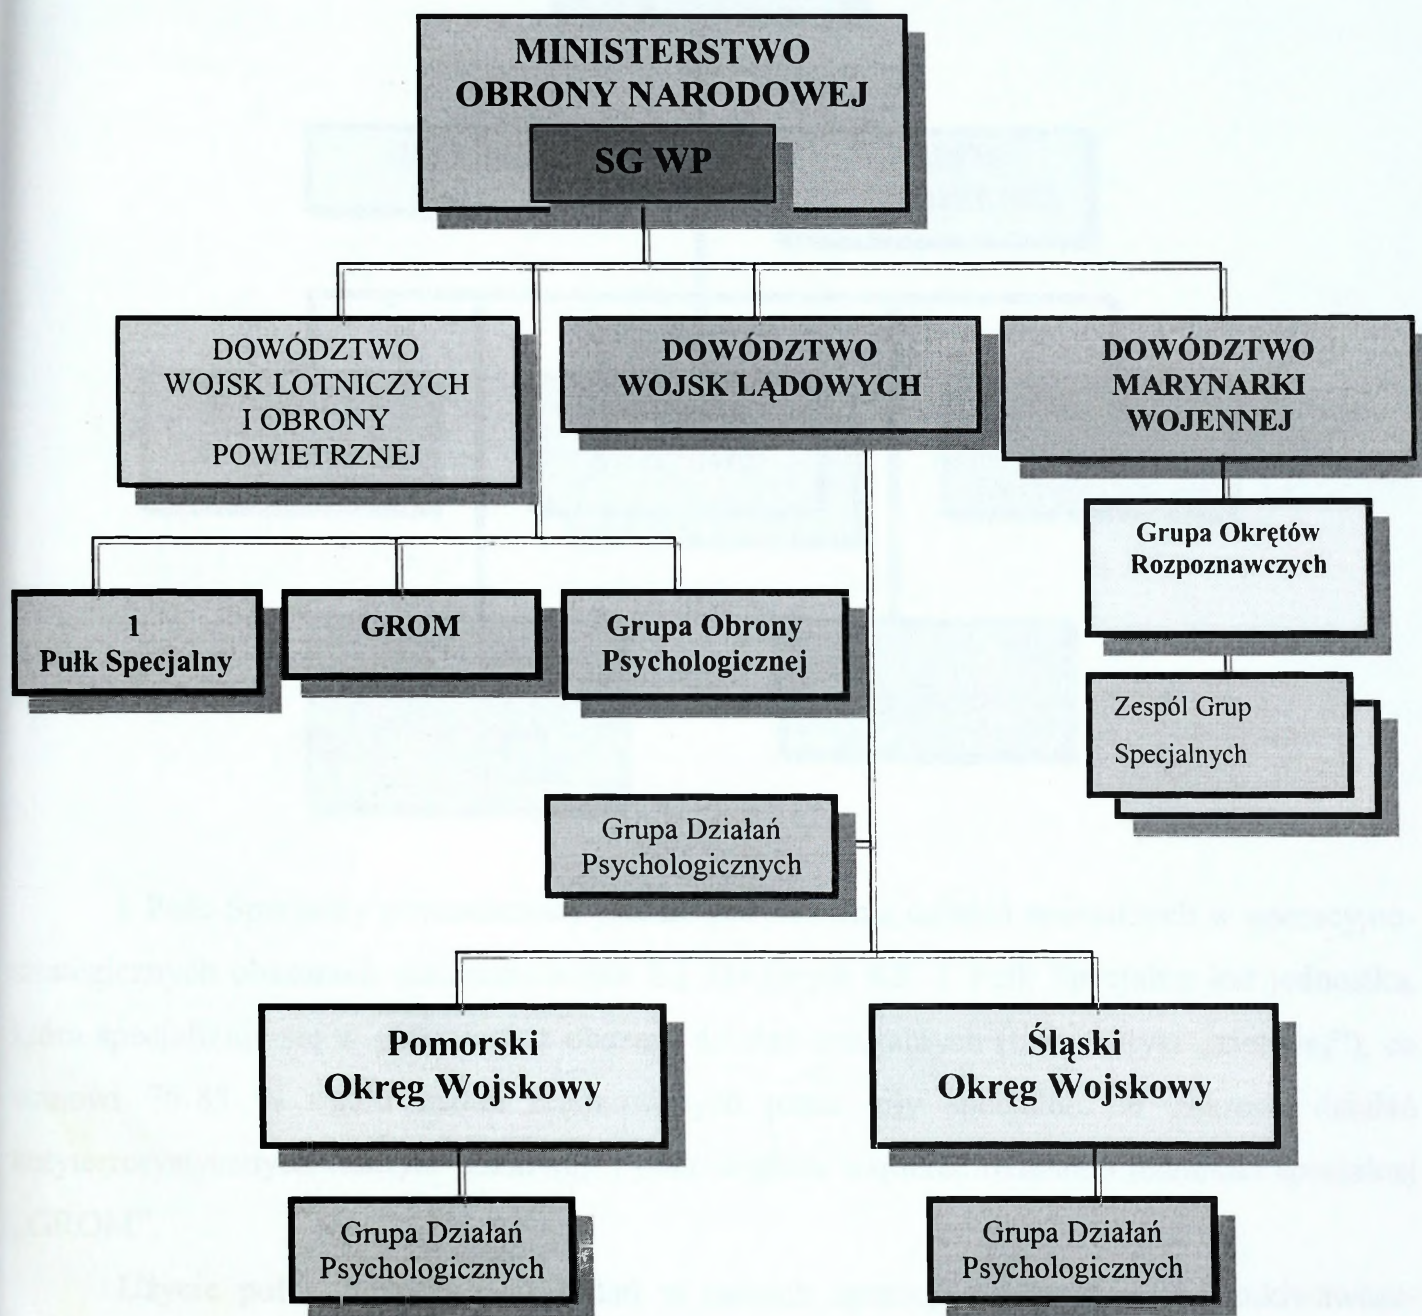 MINISTERSTWO
OBRONY NARODOWEJ
SG WP
DOWÓDZTWO
WOJSK LOTNICZYCH
I OBRONY
POWIETRZNEJ
DOWÓDZTWO
WOJSK LĄDOWYCH
DOWÓDZTWO
MARYNARKI
WOJENNEJ
Grupa Okrętów
Rozpoznawczych
1
Pułk Specjalny
GROM
Grupa Obrony
Psychologicznej
Zespól Grup
Specjalnych
Grupa Działań
Psychologicznych
Pomorski
Okręg Wojskowy
Śląski
Okręg Wojskowy
Grupa Działań
Psychologicznych
Grupa Działań
Psychologicznych